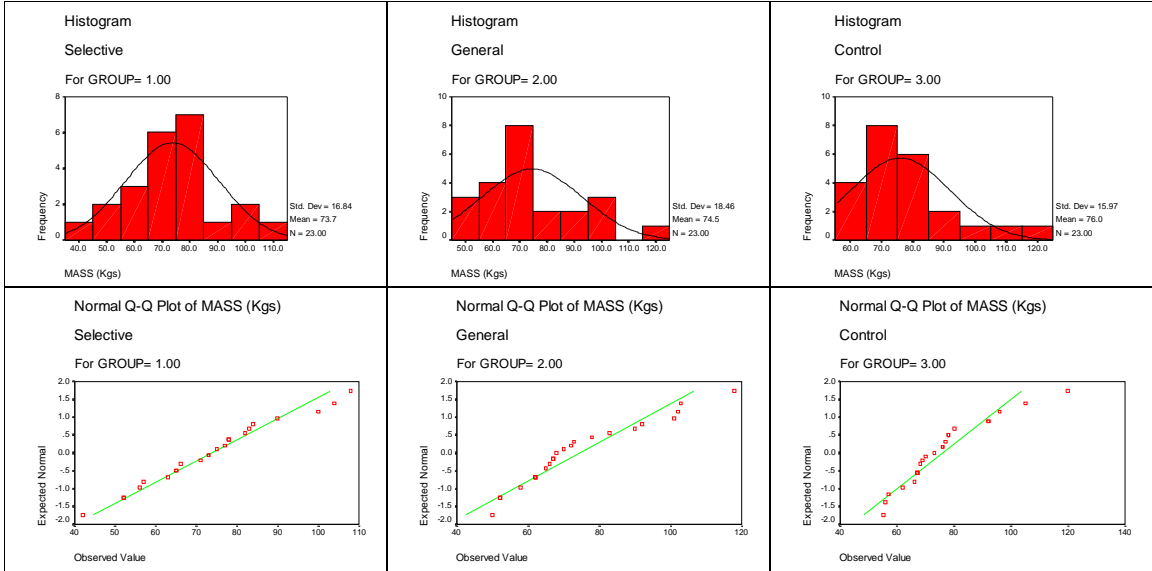 Histogram
Selective
For GROUP= 1.00
8
6
4
2
0
Frequency
40.0 50.0 60.0 70.0 80.0 90.0 100.0 110.0
MASS (Kgs)
Std. Dev = 16.84
Mean = 73.7
N = 23.00
Histogram
General
For GROUP= 2.00
10
8
6
4
2
0
Frequency
50.0 60.0 70.0 80.0 90.0 100.0 110.0 120.0
MASS (Kgs)
Std. Dev = 18.46
Mean = 74.5
N = 23.00
Histogram
Control
For GROUP= 3.00
10
8
6
4
2
0
Frequency
60.0 70.0 80.0 90.0 100.0 110.0 120.0
MASS (Kgs)
Std. Dev = 15.97
Mean = 76.0
N = 23.00
Normal Q-Q Plot of MASS (Kgs)
Selective
For GROUP= 1.00
2.0
1.5
1.0
.5
0.0
-.5
-1.0
-1.5
-2.0
Expected Normal
40 50 60 70 80 90 100 110
Observed Value
Normal Q-Q Plot of MASS (Kgs)
General
For GROUP= 2.00
2.0
1.5
1.0
.5
0.0
-.5
-1.0
-1.5
-2.0
Expected Normal
40 60 80 100 120
Observed Value
Normal Q-Q Plot of MASS (Kgs)
Control
For GROUP= 3.00
2.0
1.5
1.0
.5
0.0
-.5
-1.0
-1.5
-2.0
Expected Normal
40 60 80 100 120 140
Observed Value